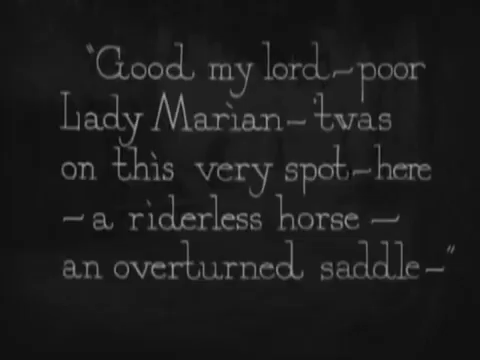 "Good my lord—poor
Lady Marian—'twas
on this very spot—here
—a riderless horse—
an overturned saddle—"